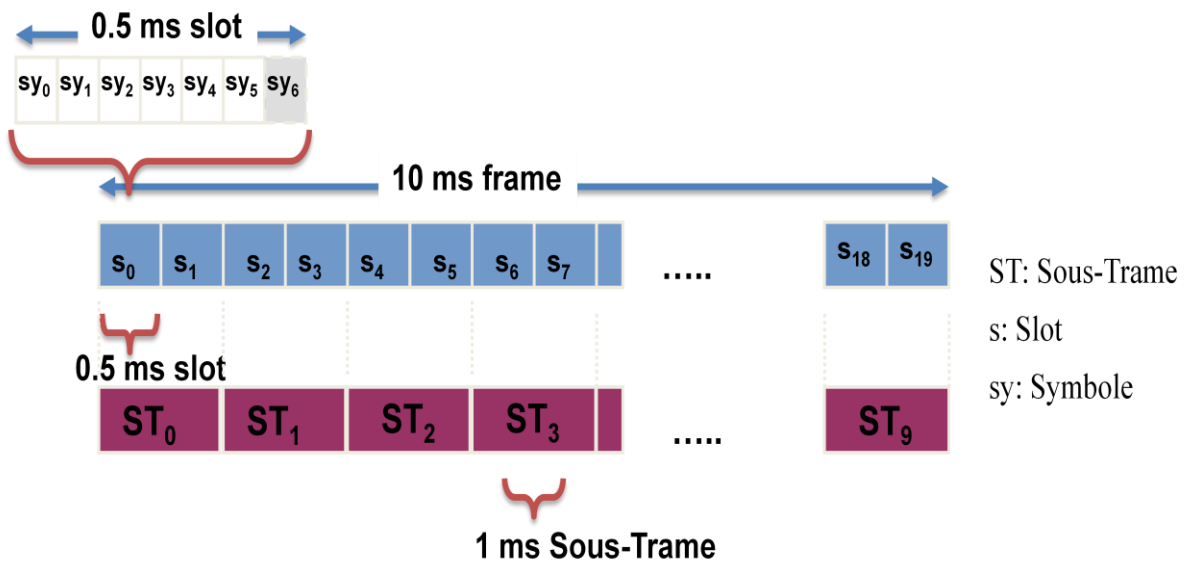 0.5 ms slot
sy0 sy1 sy2 sy3 sy4 sy5 sy6
10 ms frame
s0 s1 s2 s3 s4 s5 s6 s7 ..... s18 s19
ST: Sous-Trame
s: Slot
sy: Symbole
0.5 ms slot
ST0 ST1 ST2 ST3 ..... ST9
1 ms Sous-Trame